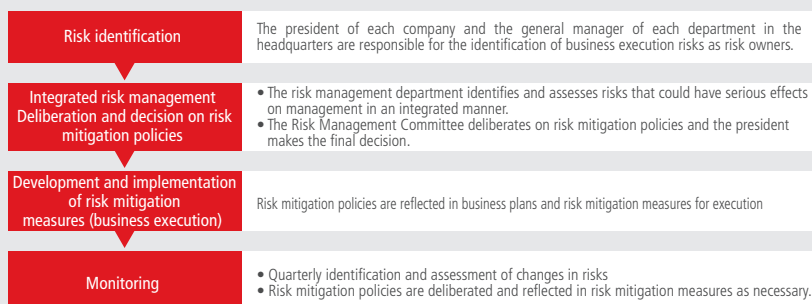 Risk identification
The president of each company and the general manager of each department in the
headquarters are responsible for the identification of business execution risks as risk owners.
Integrated risk management
Deliberation and decision on risk
mitigation policies
• The risk management department identifies and assesses risks that could have serious effects
on management in an integrated manner.
• The Risk Management Committee deliberates on risk mitigation policies and the president
makes the final decision.
Development and implementation
of risk mitigation
measures (business execution)
Risk mitigation policies are reflected in business plans and risk mitigation measures for execution
Monitoring
• Quarterly identification and assessment of changes in risks
• Risk mitigation policies are deliberated and reflected in risk mitigation measures as necessary.